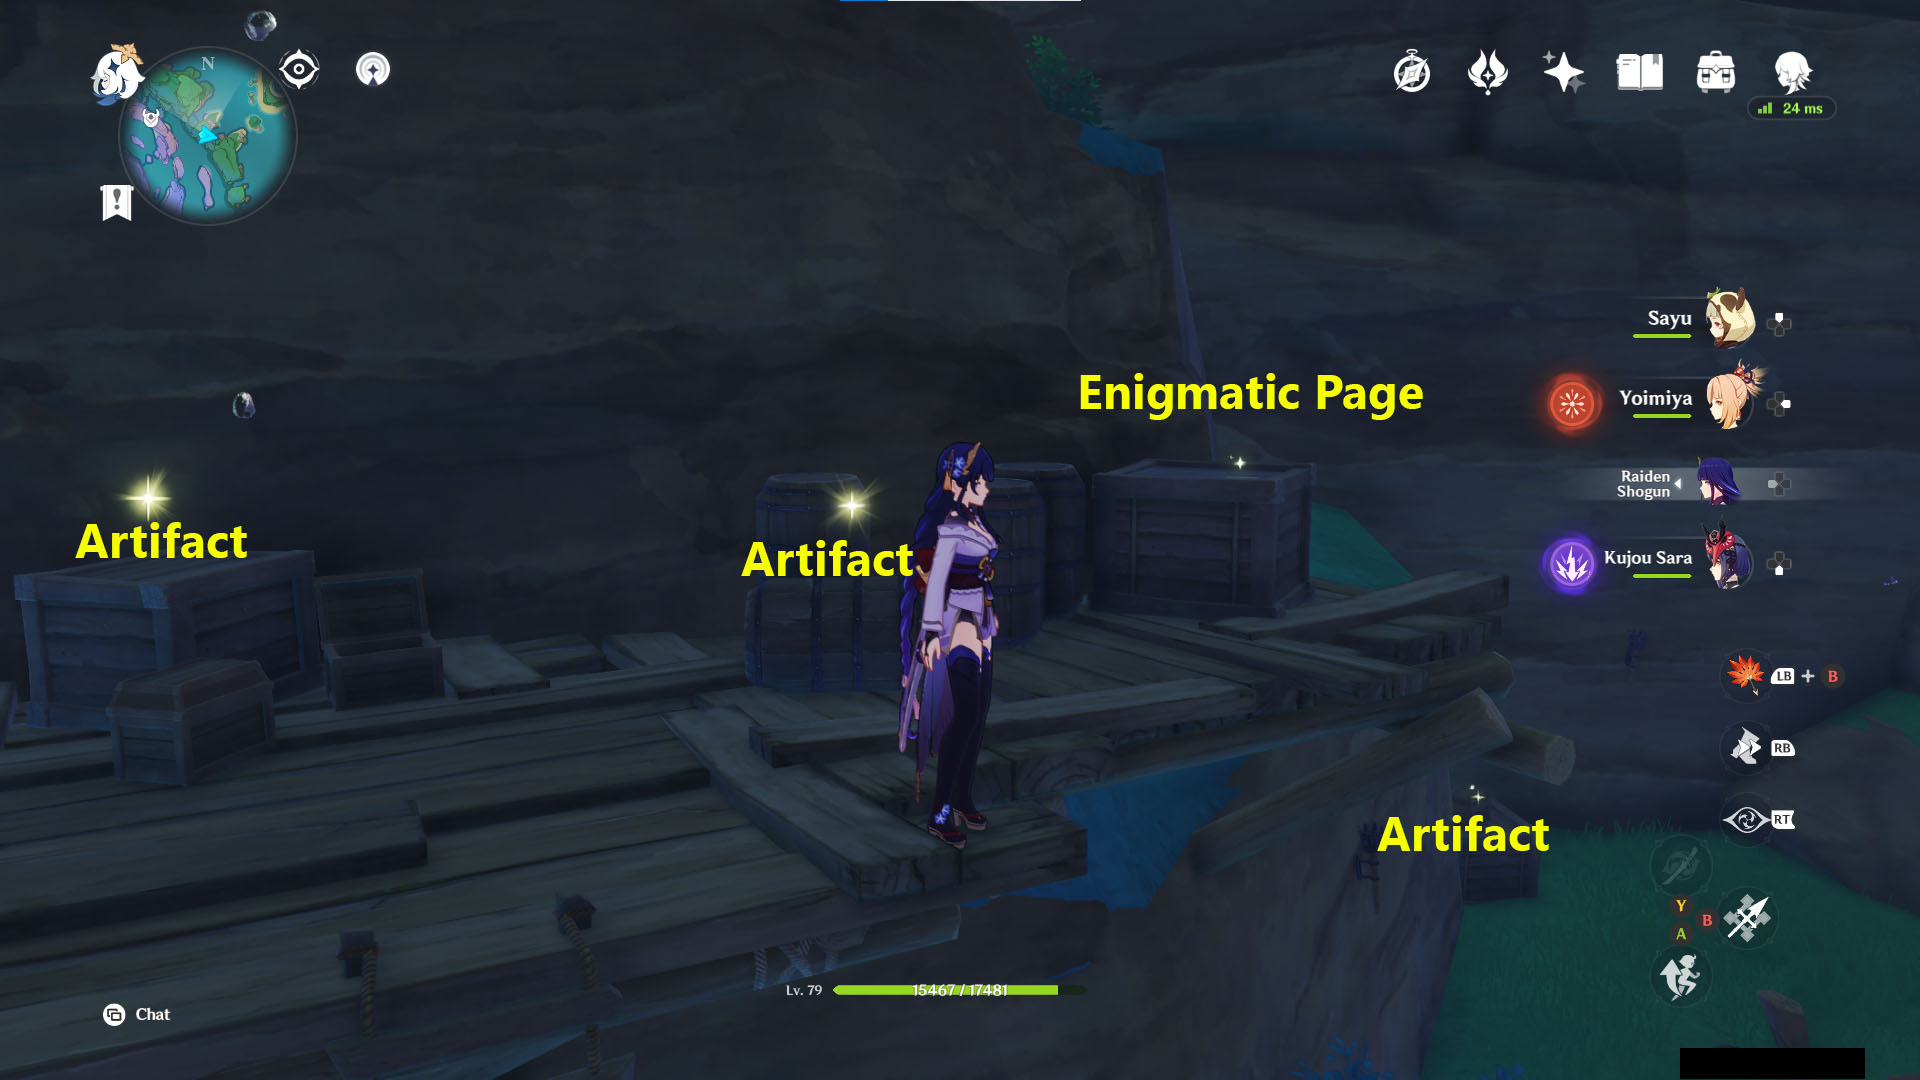 N
24 ms
Sayu
Enigmatic Page
Yoimiya
Raiden
Shogun
Artifact
Artifact
Kujou Sara
LB + B
RB
RT
Artifact
Y
B
A
Lv. 79 15467 / 17481
Chat